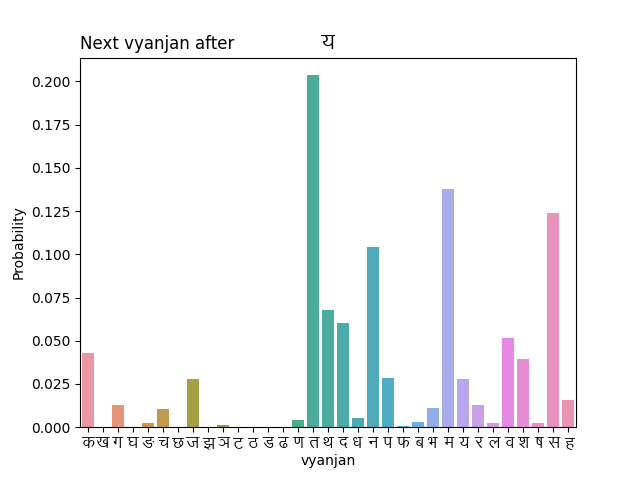 Next vyanjan after य
Probability
0.200
0.175
0.150
0.125
0.100
0.075
0.050
0.025
0.000
क ख ग घ ङ च छ ज झ ञ ट ठ ड ढ ण त थ द ध न प फ ब भ म य र ल व श ष स ह
vyanjan